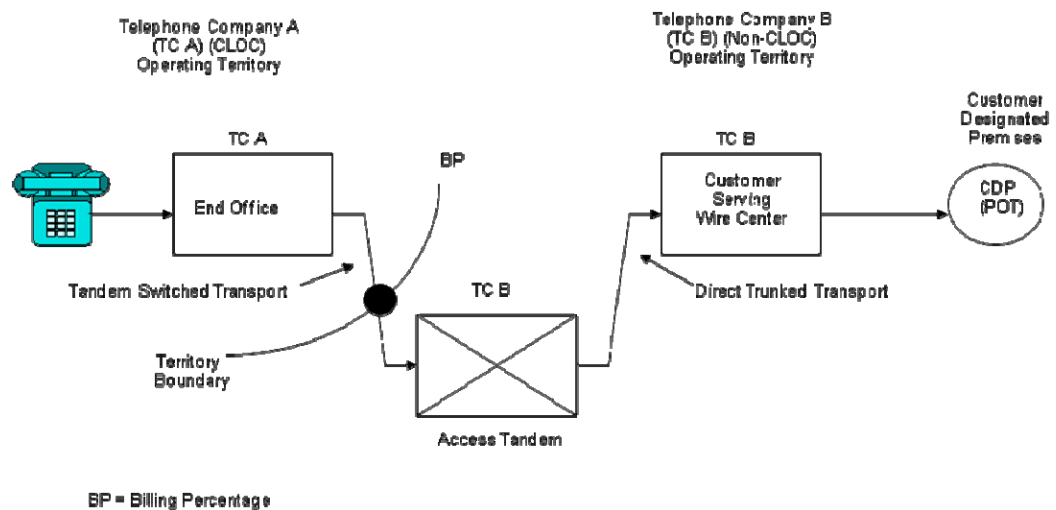 Telephone Company A
(TC A) (CLOC)
Operating Territory
Telephone Company B
(TC B) (Non-CLOC)
Operating Territory
Customer
Designated
Premises
TC A
End Office
BP
TC B
Customer
Serving
Wire Center
CDP
(POT)
Tandem Switched Transport
TC B
Direct Trunked Transport
Territory
Boundary
Access Tandem
BP = Billing Percentage